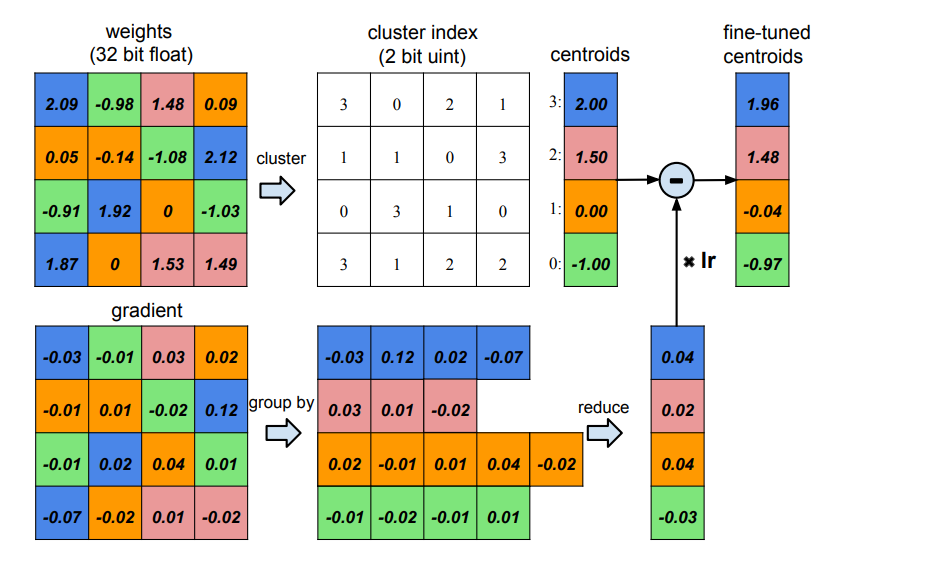 weights
(32 bit float)
cluster index
(2 bit uint)
centroids
fine-tuned
centroids
2.09 -0.98 1.48 0.09
0.05 -0.14 -1.08 2.12
-0.91 1.92 0 -1.03
1.87 0 1.53 1.49
cluster
3 0 2 1
1 1 0 3
0 3 1 0
3 1 2 2
3: 2.00
2: 1.50
1: 0.00
0: -1.00
-
× lr
1.96
1.48
-0.04
-0.97
gradient
-0.03 -0.01 0.03 0.02
-0.01 0.01 -0.02 0.12
-0.01 0.02 0.04 0.01
-0.07 -0.02 0.01 -0.02
group by
-0.03 0.12 0.02 -0.07
0.03 0.01 -0.02
0.02 -0.01 0.01 0.04 -0.02
-0.01 -0.02 -0.01 0.01
reduce
0.04
0.02
0.04
-0.03